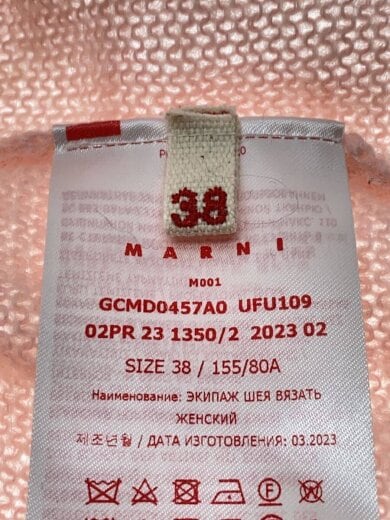 38
MARNI
M001
GCMD0457A0 UFU109
02PR 23 1350/2 2023 02
SIZE 38 / 155/80A
Наименование: ЭКИПАЖ ШЕЯ ВЯЗАТЬ
ЖЕНСКИЙ
제조년월 / ДАТА ИЗГОТОВЛЕНИЯ: 03.2023